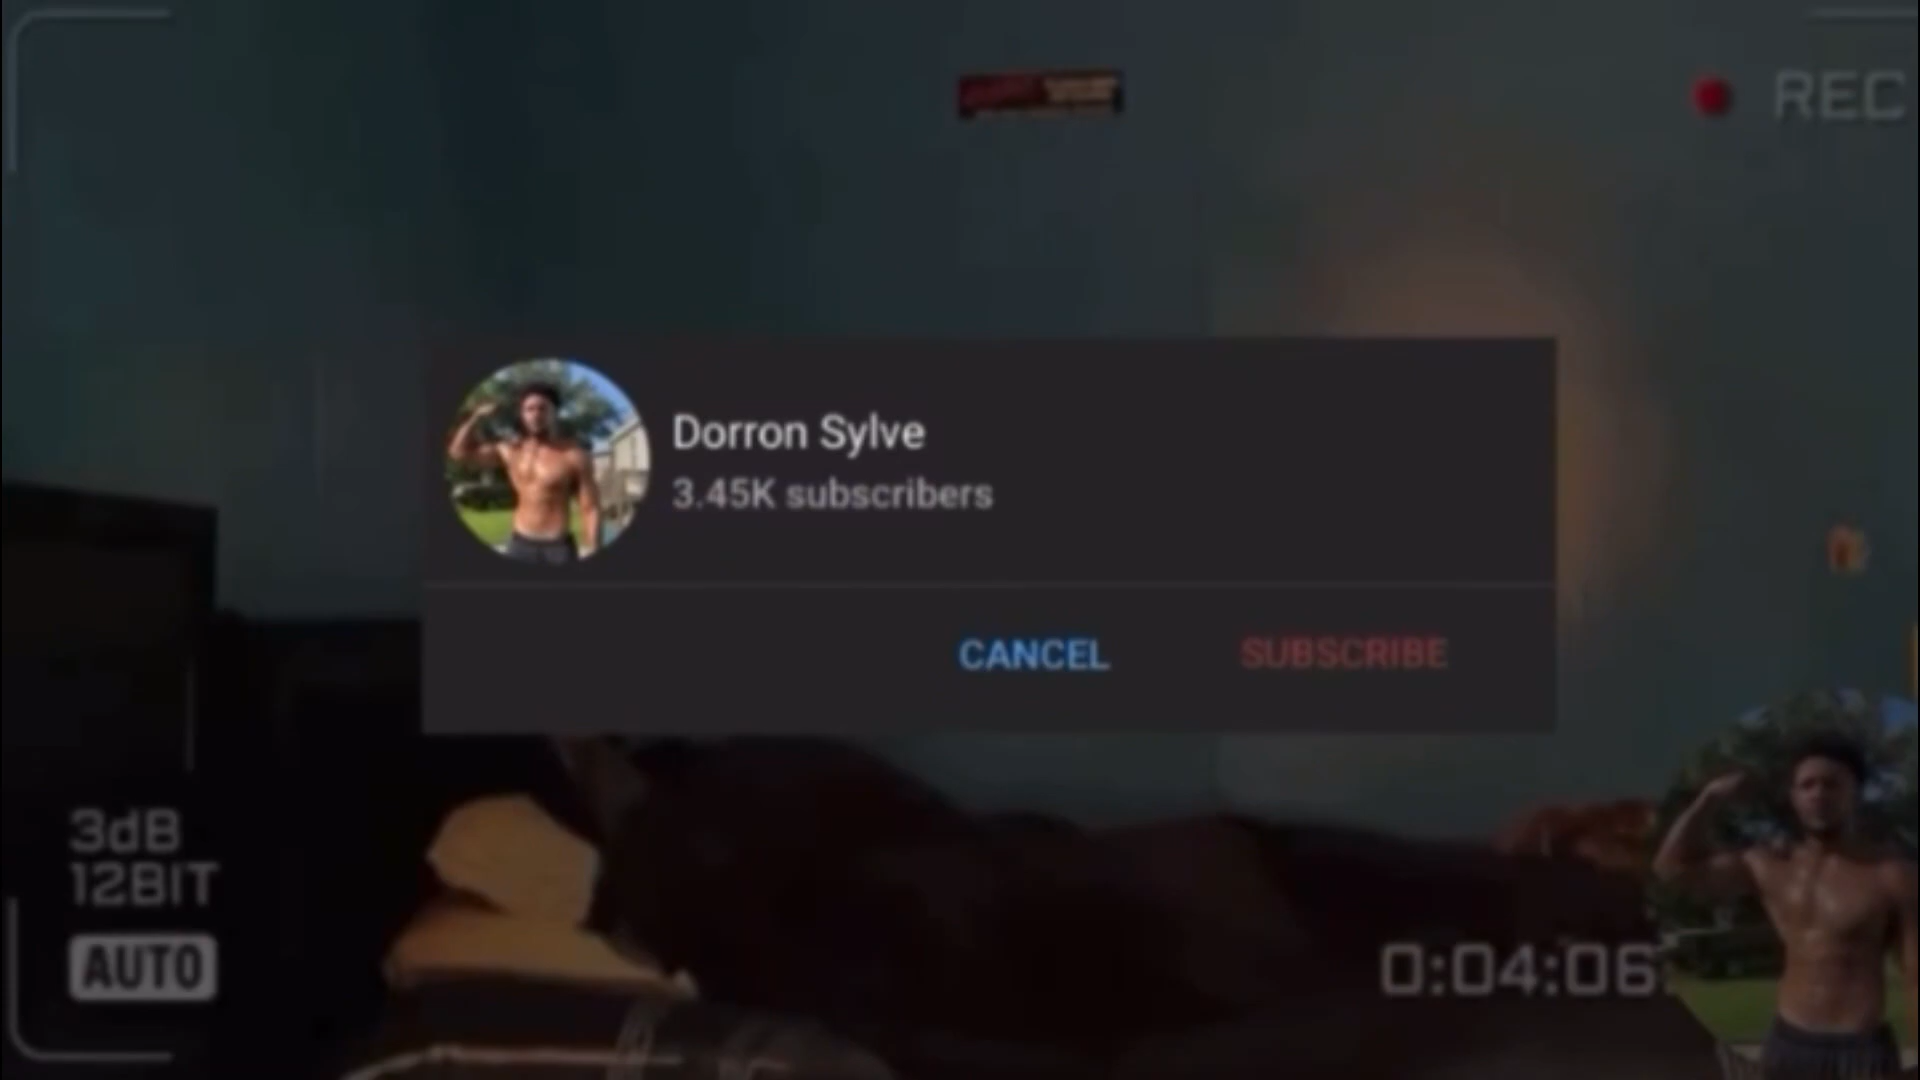 REC
Dorron Sylve
3.45K subscribers
CANCEL
SUBSCRIBE
3dB
12BIT
AUTO
0:04:06